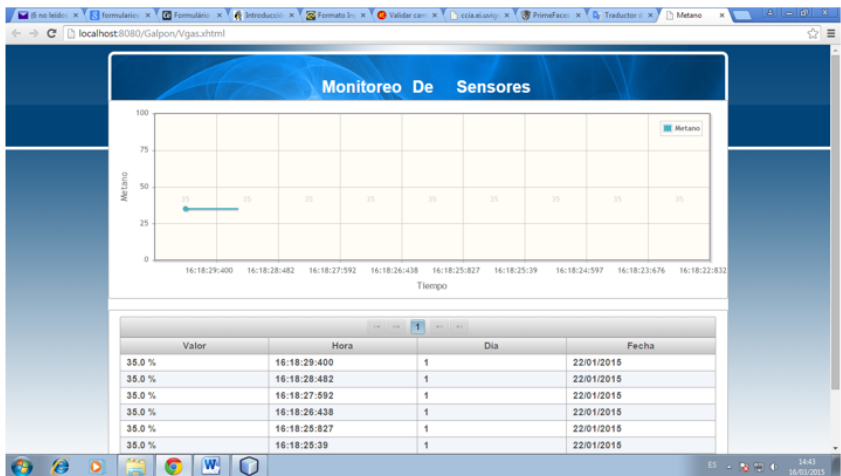 (6 no leídos
formularios
Formulário
Introducció
Formato In
Validar cam
ccia.ei.uvigo
PrimeFaces
Traductor d
Metano
localhost:8080/Galpon/Vgas.xhtml
Monitoreo De Sensores
100
75
50
25
0
Metano
Metano
35 35 35 35 35 35 35 35 35
16:18:29:400 16:18:28:482 16:18:27:592 16:18:26:438 16:18:25:827 16:18:25:39 16:18:24:597 16:18:23:676 16:18:22:832
Tiempo
1
Valor Hora Dia Fecha
35.0 % 16:18:29:400 1 22/01/2015
35.0 % 16:18:28:482 1 22/01/2015
35.0 % 16:18:27:592 1 22/01/2015
35.0 % 16:18:26:438 1 22/01/2015
35.0 % 16:18:25:827 1 22/01/2015
35.0 % 16:18:25:39 1 22/01/2015
ES
14:43
16/03/2015